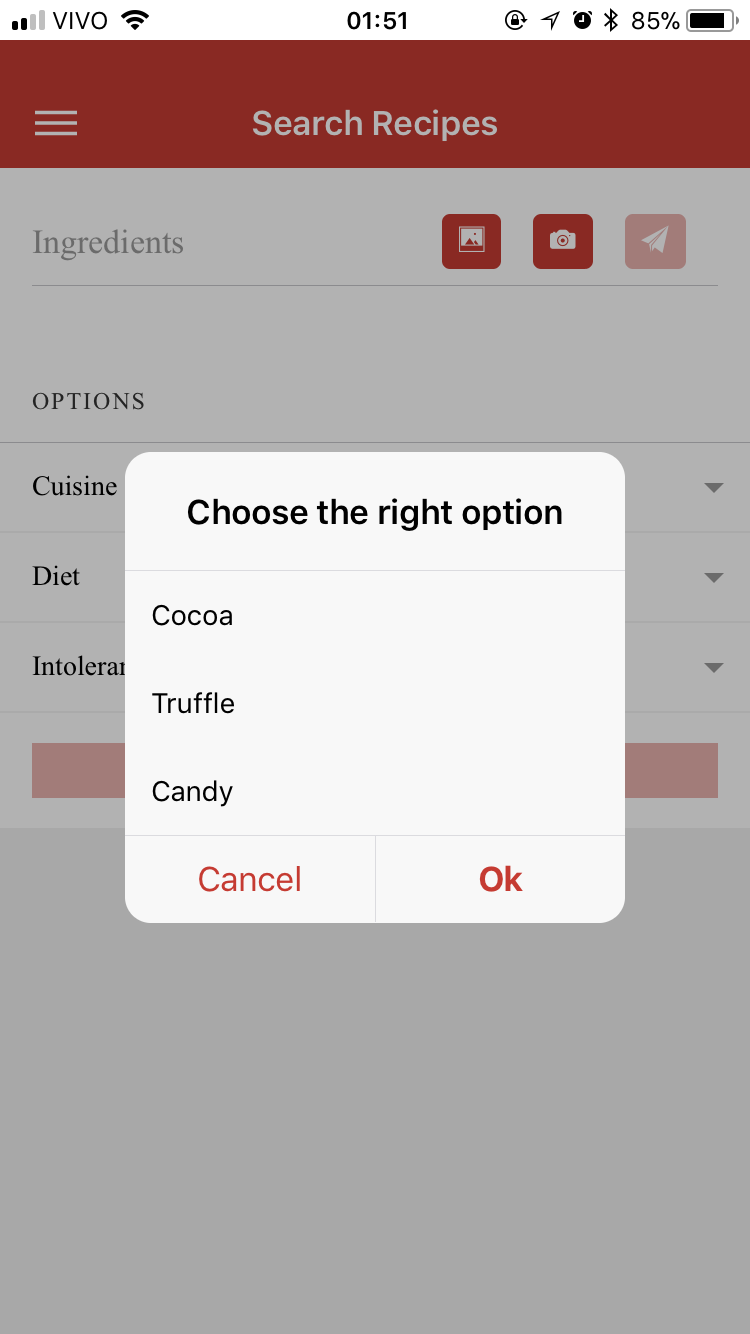 VIVO 01:51 85%
Search Recipes
Ingredients
OPTIONS
Cuisine
Diet
Choose the right option
Cocoa
Truffle
Candy
Cancel Ok